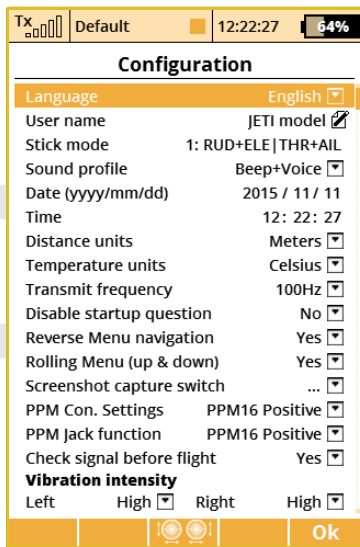 Tx Default 12:22:27 64%
Configuration
Language English
User name JETI model
Stick mode 1: RUD+ELE|THR+AIL
Sound profile Beep+Voice
Date (yyyy/mm/dd) 2015 / 11/ 11
Time 12: 22: 27
Distance units Meters
Temperature units Celsius
Transmit frequency 100Hz
Disable startup question No
Reverse Menu navigation Yes
Rolling Menu (up & down) Yes
Screenshot capture switch ...
PPM Con. Settings PPM16 Positive
PPM Jack function PPM16 Positive
Check signal before flight Yes
Vibration intensity
Left High Right High
Ok